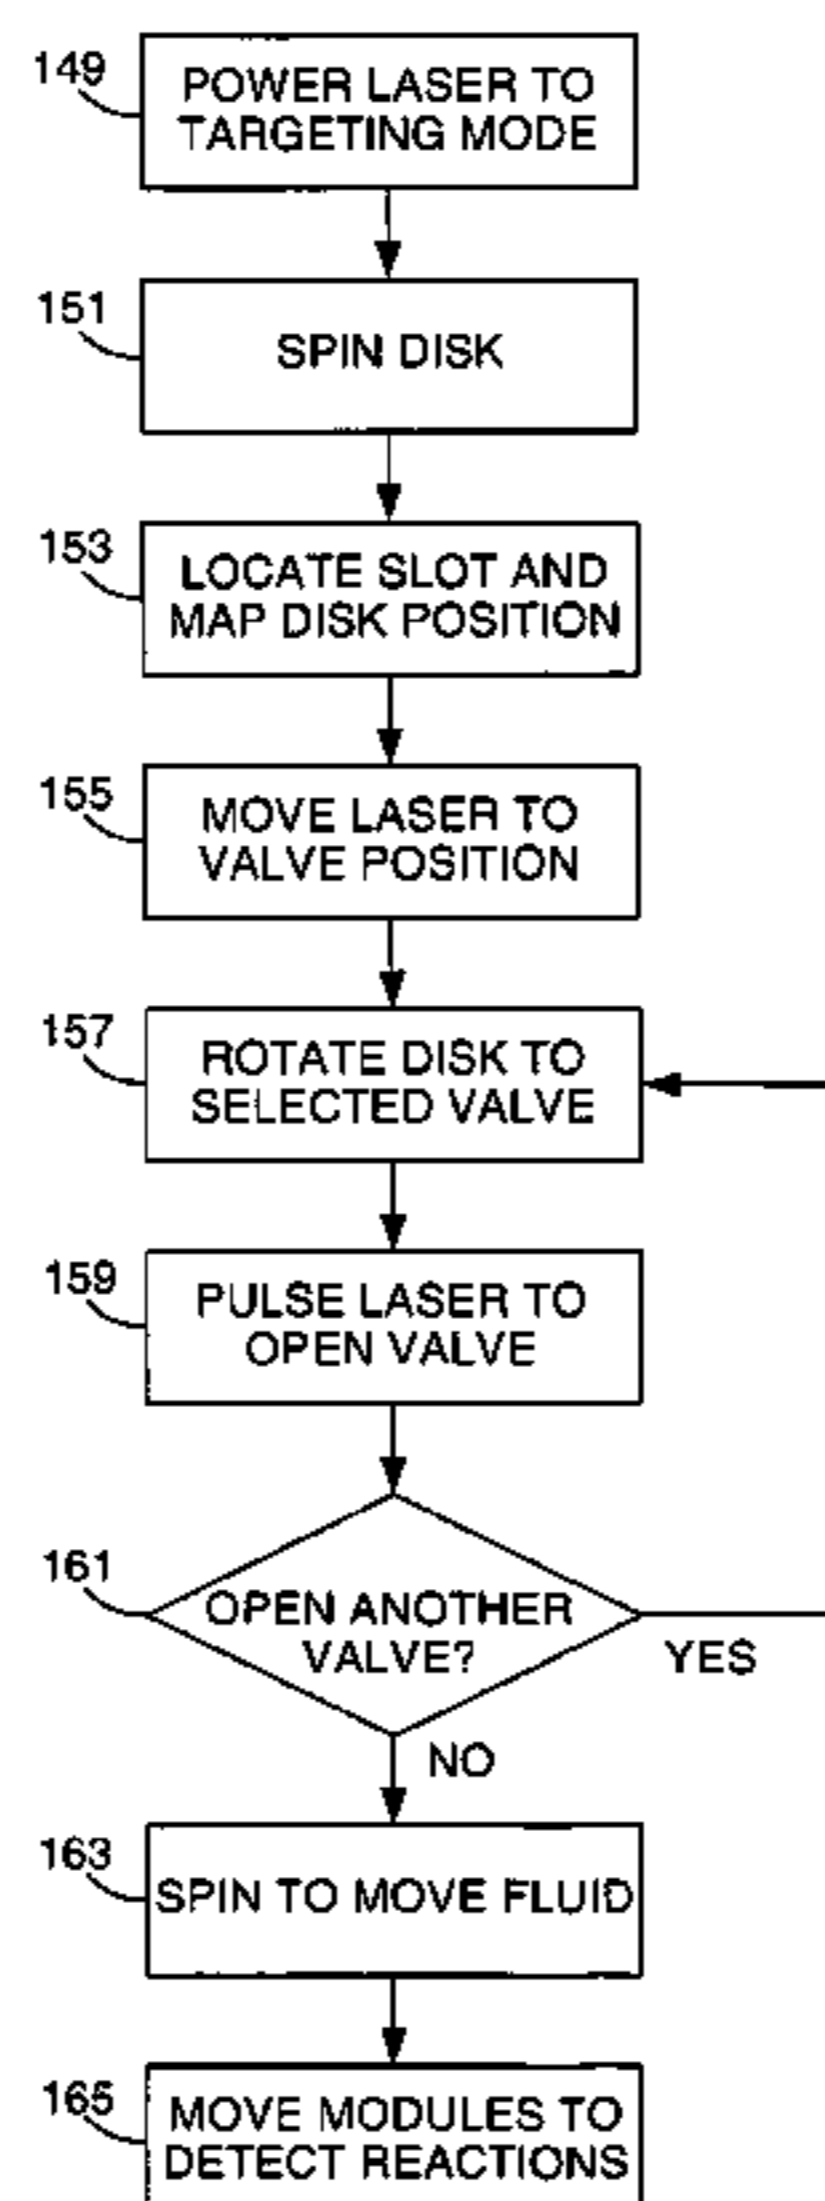 149
POWER LASER TO
TARGETING MODE
151
SPIN DISK
153
LOCATE SLOT AND
MAP DISK POSITION
155
MOVE LASER TO
VALVE POSITION
157
ROTATE DISK TO
SELECTED VALVE
159
PULSE LASER TO
OPEN VALVE
161
OPEN ANOTHER
VALVE?
YES
NO
163
SPIN TO MOVE FLUID
165
MOVE MODULES TO
DETECT REACTIONS